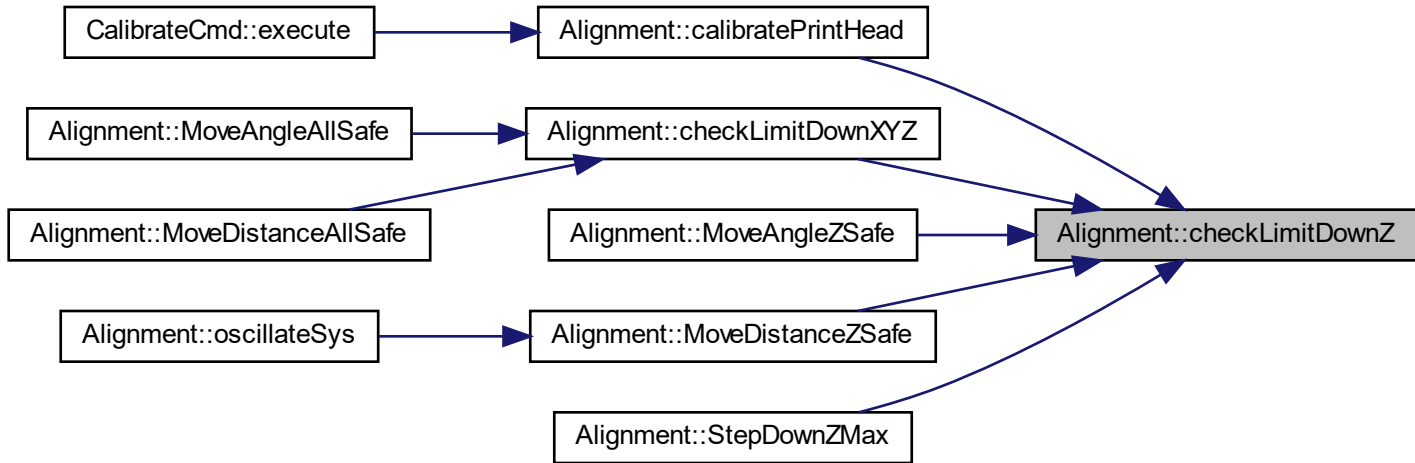 CalibrateCmd::execute
Alignment::calibratePrintHead
Alignment::MoveAngleAllSafe
Alignment::checkLimitDownXYZ
Alignment::MoveDistanceAllSafe
Alignment::MoveAngleZSafe
Alignment::checkLimitDownZ
Alignment::oscillateSys
Alignment::MoveDistanceZSafe
Alignment::StepDownZMax